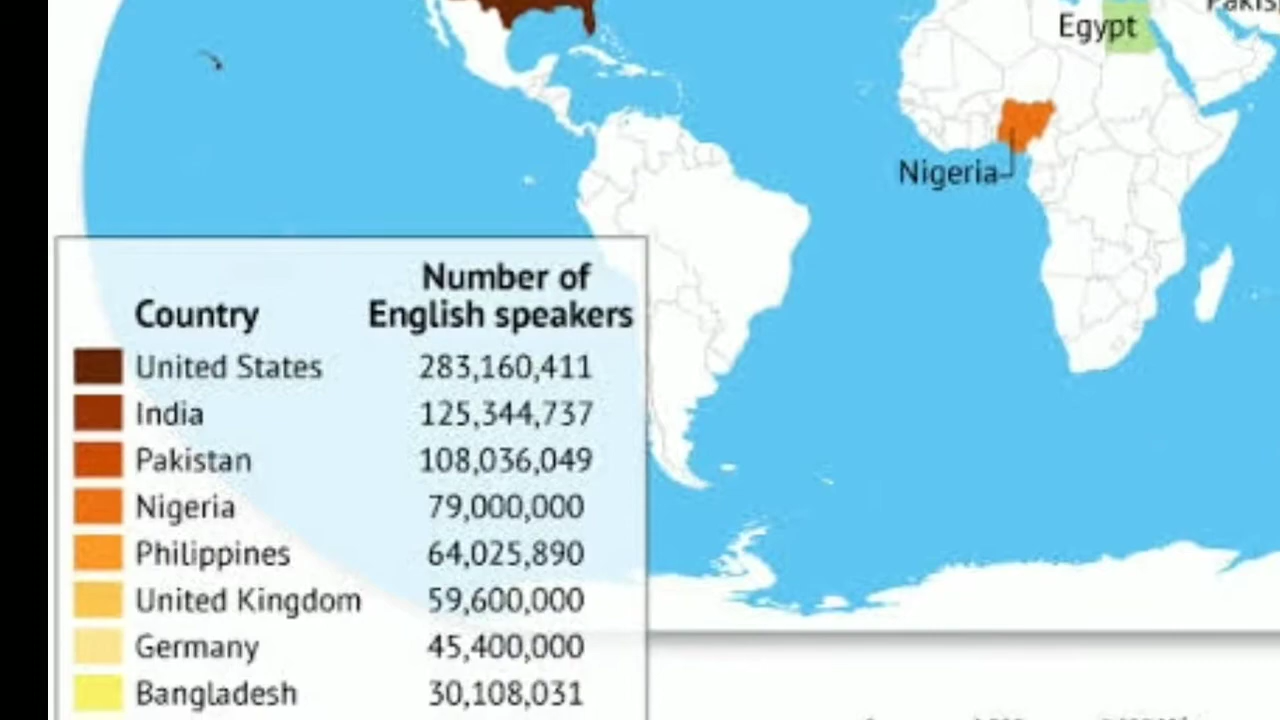 Egypt
Nigeria
Number of
Country English speakers
United States 283,160,411
India 125,344,737
Pakistan 108,036,049
Nigeria 79,000,000
Philippines 64,025,890
United Kingdom 59,600,000
Germany 45,400,000
Bangladesh 30,108,031